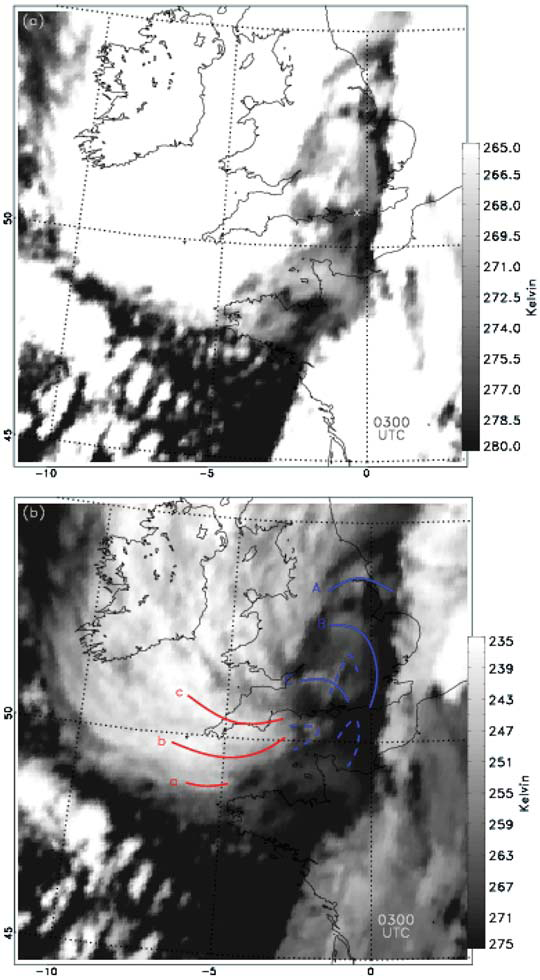 (a)
x
50
45
0300
UTC
-10
-5
0
265.0
266.5
268.0
269.5
271.0
272.5
274.0
275.5
277.0
278.5
280.0
Kelvin
(b)
A
B
C
c
b
a
50
45
0300
UTC
-10
-5
0
235
239
243
247
251
255
259
263
267
271
275
Kelvin